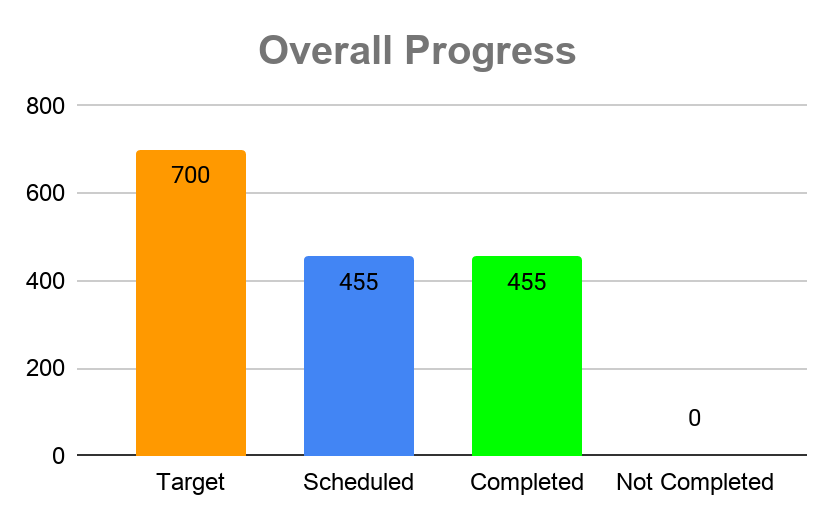 Overall Progress
800
600
400
200
0
700
455
455
0
Target
Scheduled
Completed
Not Completed